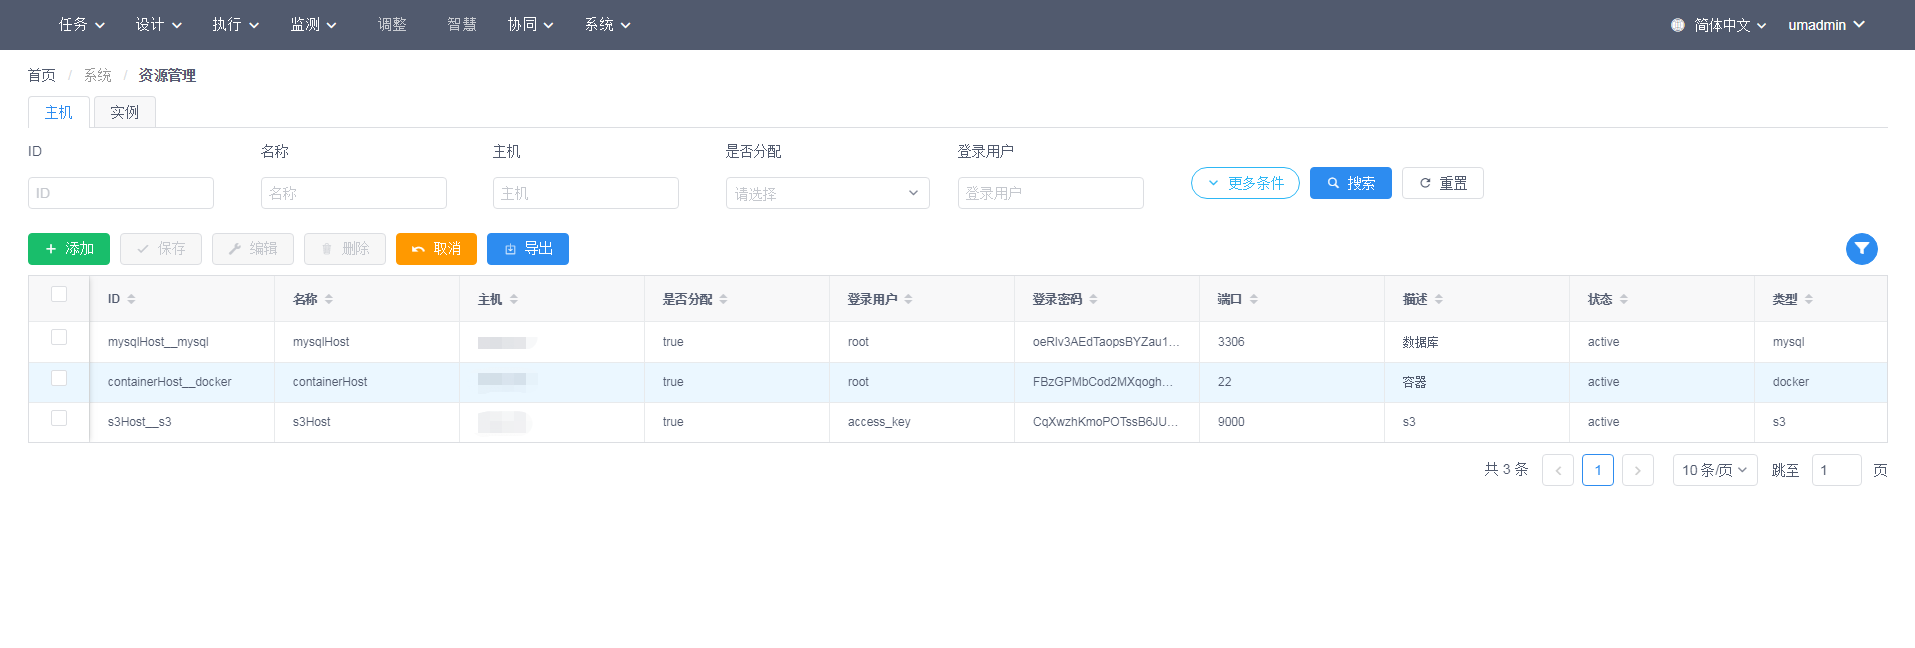 任务 设计 执行 监测 调整 智慧 协同 系统 简体中文 umadmin
首页 / 系统 / 资源管理
主机 实例
ID 名称 主机 是否分配 登录用户
ID 名称 主机 请选择 登录用户 更多条件 搜索 重置
添加 保存 编辑 删除 取消 导出
ID 名称 主机 是否分配 登录用户 登录密码 端口 描述 状态 类型
mysqlHost__mysql mysqlHost true root oeRlv3AEdTaopsBYZau1... 3306 数据库 active mysql
containerHost__docker containerHost true root FBzGPMbCod2MXqogh... 22 容器 active docker
s3Host__s3 s3Host true access_key CqXwzhKmoPOTssB6JU... 9000 s3 active s3
共 3 条 1 10 条/页 跳至 1 页